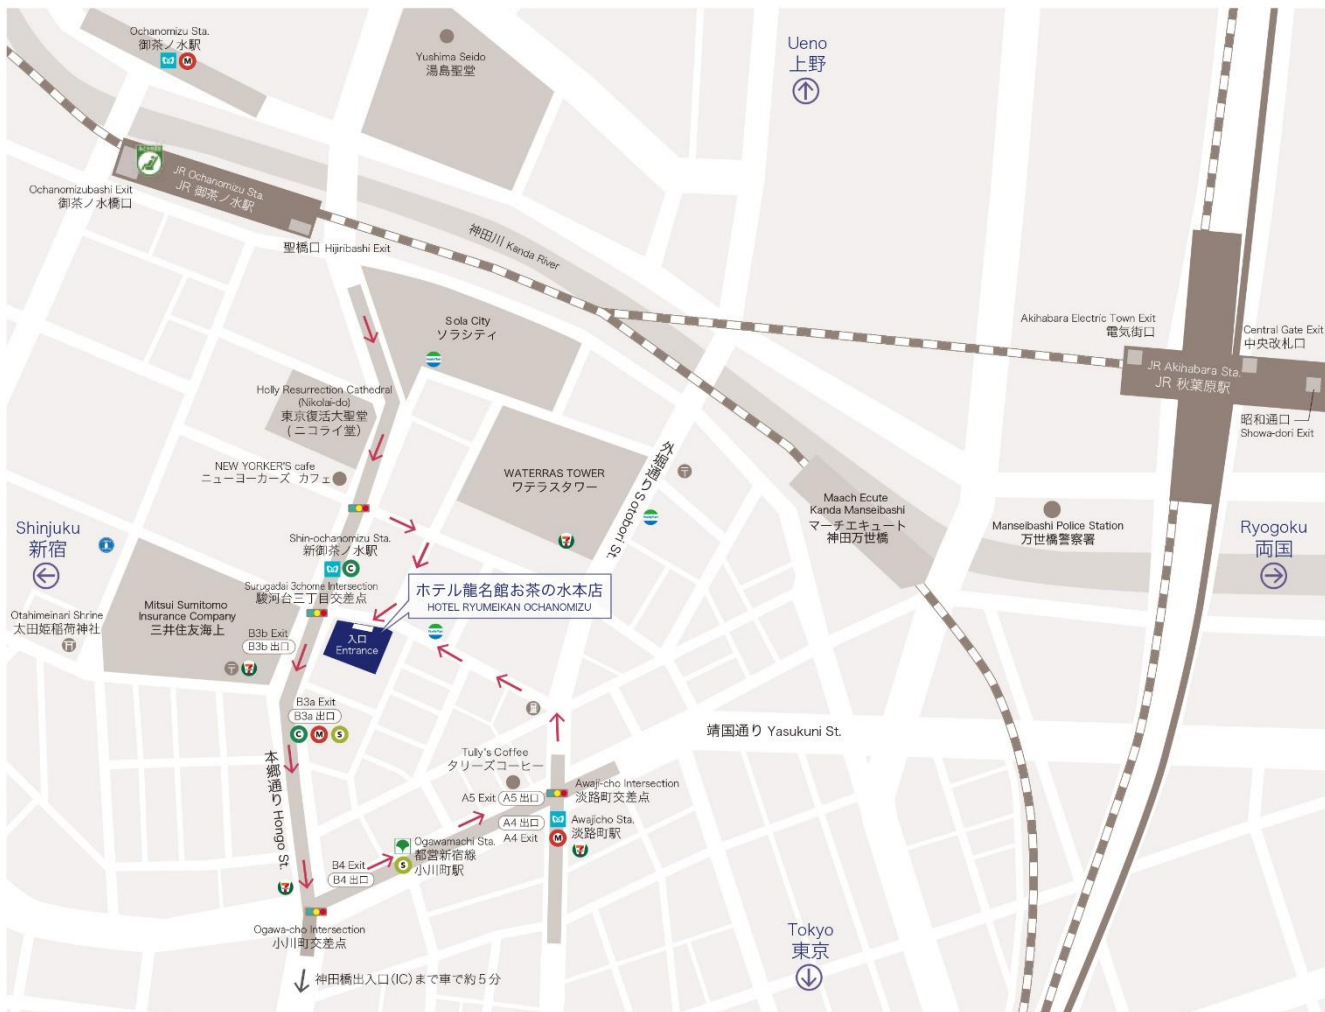 Ochanomizu Sta.
御茶ノ水駅
M
Yushima Seido
湯島聖堂
Ueno
上野
JR Ochanomizu Sta.
JR 御茶ノ水駅
Ochanomizubashi Exit
御茶ノ水橋口
聖橋口 Hijiribashi Exit
神田川 Kanda River
Sola City
ソラシティ
Akihabara Electric Town Exit
電気街口
Central Gate Exit
中央改札口
JR Akihabara Sta.
JR 秋葉原駅
昭和通口
Showa-dori Exit
Holly Resurrection Cathedral
(Nikolai-do)
東京復活大聖堂
(ニコライ堂)
NEW YORKER'S cafe
ニューヨーカーズ カフェ
WATERRAS TOWER
ワテラスタワー
外堀通り Sotobori St.
〒
Maach Ecute
Kanda Manseibashi
マーチエキュート
神田万世橋
Manseibashi Police Station
万世橋警察署
Shinjuku
新宿
Ryogoku
両国
Shin-ochanomizu Sta.
新御茶ノ水駅
C
7
Surugadai 3chome Intersection
駿河台三丁目交差点
ホテル龍名館お茶の水本店
HOTEL RYUMEIKAN OCHANOMIZU
Otahimeinari Shrine
太田姫稲荷神社
Mitsui Sumitomo
Insurance Company
三井住友海上
B3b Exit
B3b 出口
〒
7
入口
Entrance
B3a Exit
B3a 出口
C M S
本郷通り Hongo St.
靖国通り Yasukuni St.
Tully's Coffee
タリーズコーヒー
A5 Exit A5 出口
Awaji-cho Intersection
淡路町交差点
A4 出口
A4 Exit
Awajicho Sta.
淡路町駅
M
7
Ogawamachi Sta.
都営新宿線
小川町駅
S
B4 Exit
B4 出口
7
Ogawa-cho Intersection
小川町交差点
神田橋出入口(IC)まで車で約5分
Tokyo
東京